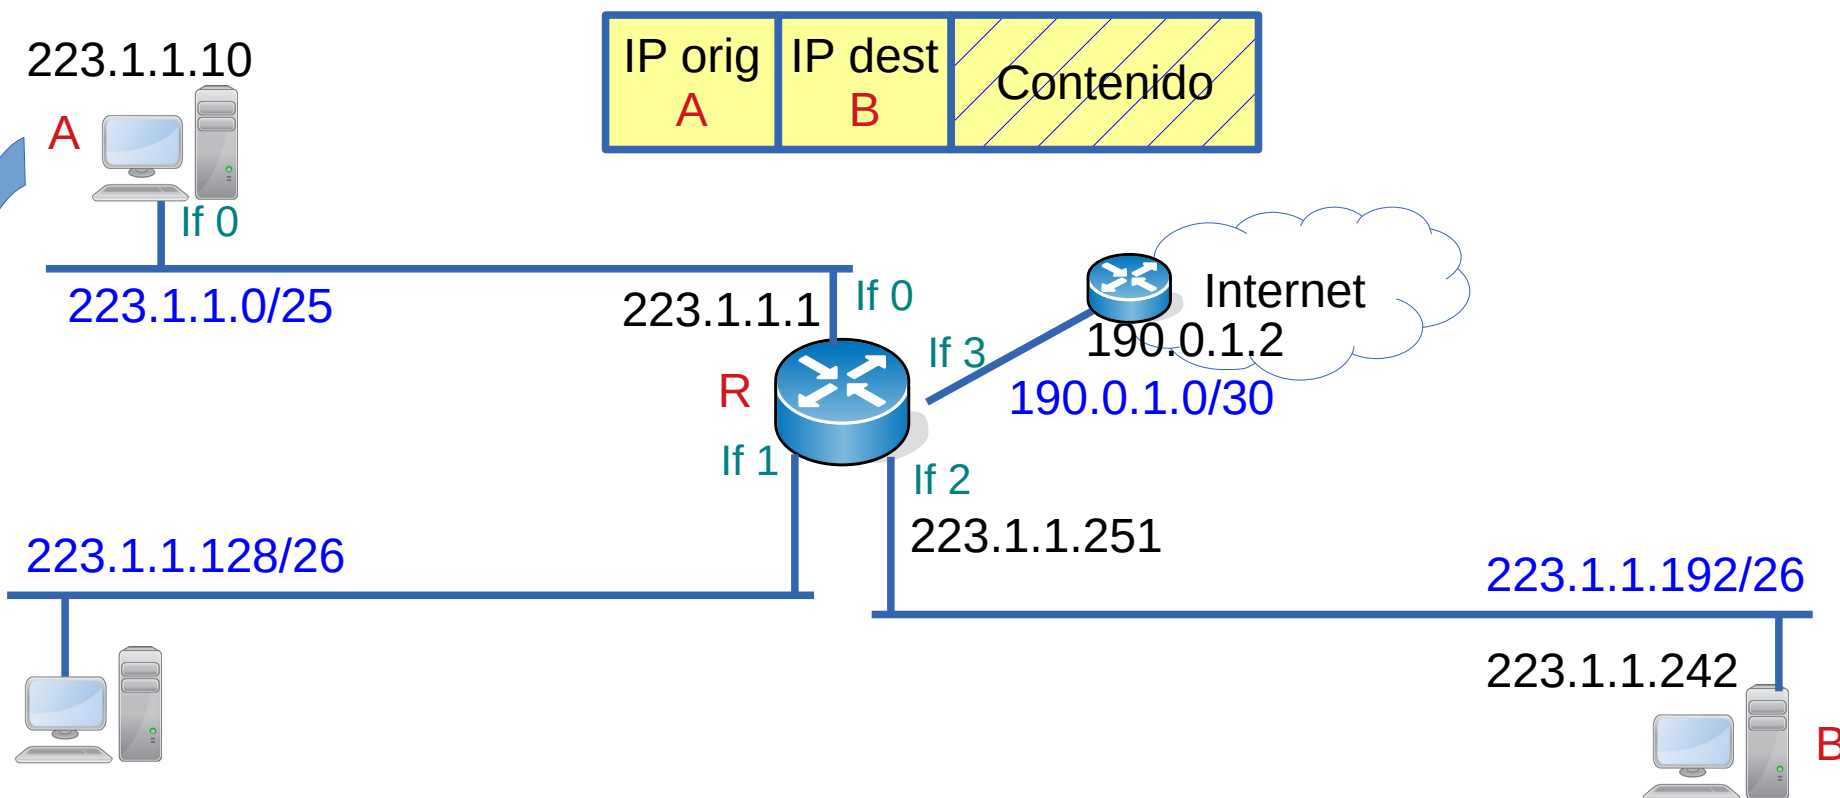 IP orig
A
IP dest
B
Contenido
223.1.1.10
A
If 0
223.1.1.0/25
223.1.1.1
If 0
If 3
Internet
190.0.1.2
190.0.1.0/30
R
If 1
If 2
223.1.1.251
223.1.1.128/26
223.1.1.192/26
223.1.1.242
B